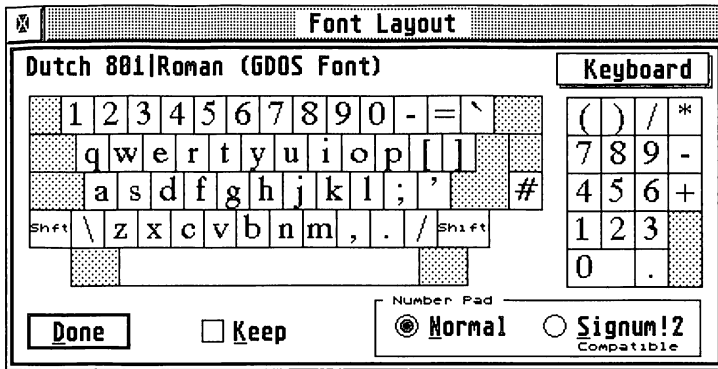 Font Layout
Dutch 801|Roman (GDOS Font)
Keyboard
1 2 3 4 5 6 7 8 9 0 - = `
( ) / *
q w e r t y u i o p [ ]
7 8 9 -
a s d f g h j k l ; ' #
4 5 6 +
Shft \ z x c v b n m , . / Shift
1 2 3
0 .
Number Pad
Done
Keep
Normal
Signum!2
Compatible